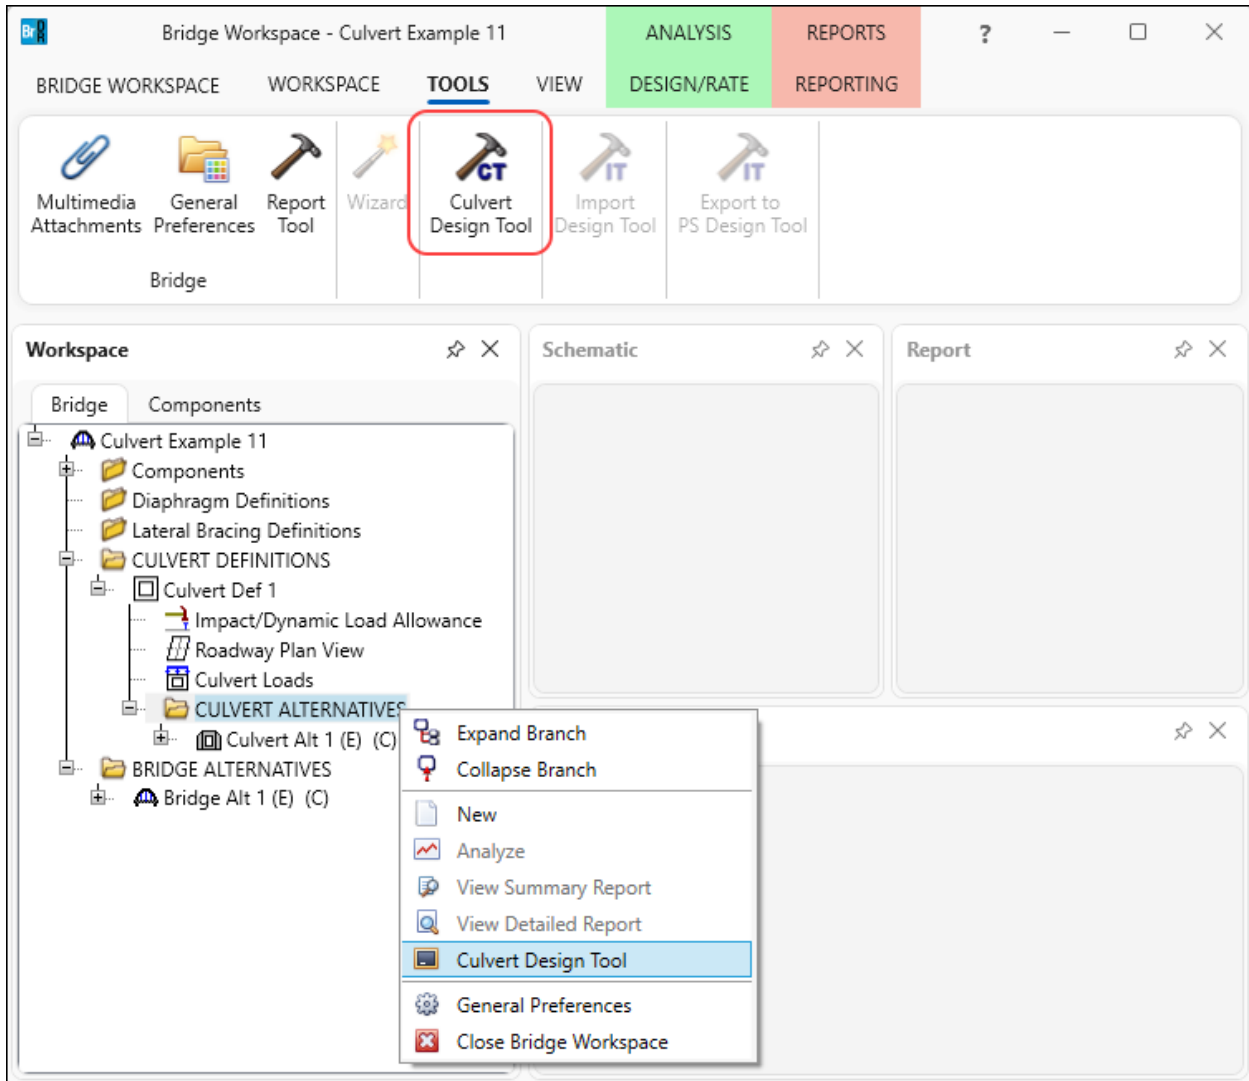 Br DR
Bridge Workspace - Culvert Example 11
ANALYSIS
REPORTS
?
BRIDGE WORKSPACE
WORKSPACE
TOOLS
VIEW
DESIGN/RATE
REPORTING
Multimedia
Attachments
General
Preferences
Report
Tool
Wizard
CT
Culvert
Design Tool
IT
Import
Design Tool
IT
Export to
PS Design Tool
Bridge
Workspace
Schematic
Report
Bridge
Components
Culvert Example 11
Components
Diaphragm Definitions
Lateral Bracing Definitions
CULVERT DEFINITIONS
Culvert Def 1
Impact/Dynamic Load Allowance
Roadway Plan View
Culvert Loads
CULVERT ALTERNATIVES
Culvert Alt 1 (E) (C)
BRIDGE ALTERNATIVES
Bridge Alt 1 (E) (C)
Expand Branch
Collapse Branch
New
Analyze
View Summary Report
View Detailed Report
Culvert Design Tool
General Preferences
Close Bridge Workspace